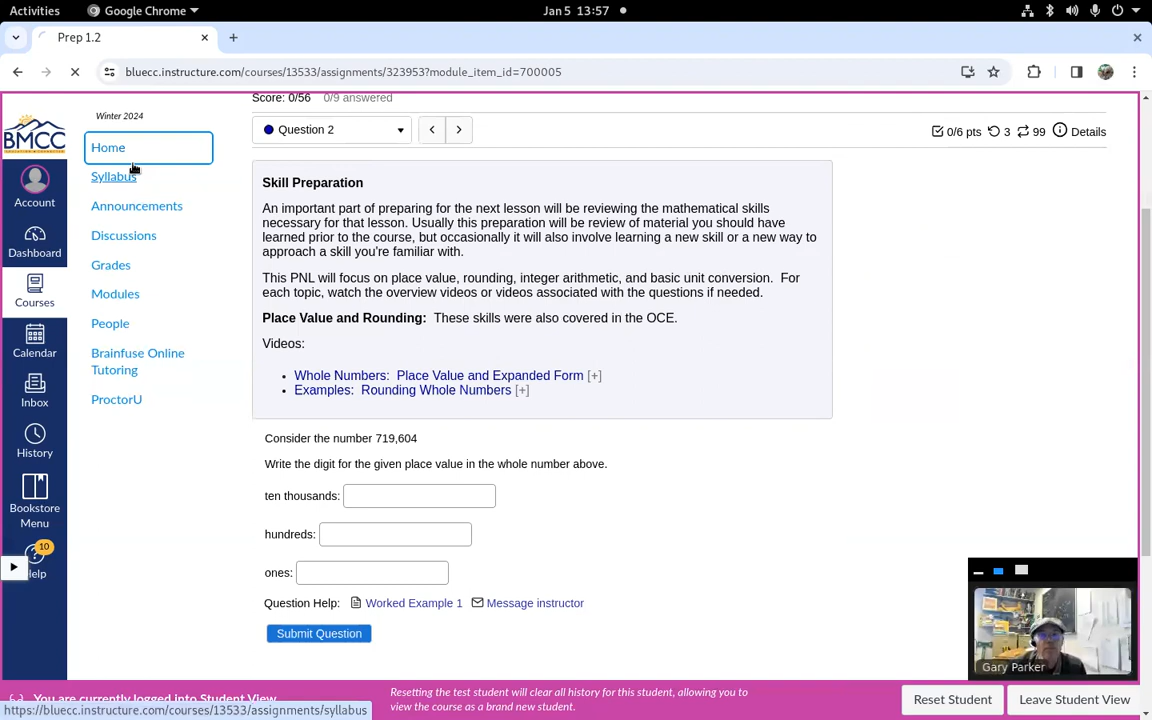 Activities
Google Chrome
Jan 5 13:57
Prep 1.2
bluecc.instructure.com/courses/13533/assignments/323953?module_item_id=700005
BMCC
Account
Dashboard
Courses
Calendar
Inbox
History
Bookstore
Menu
10
Help
Winter 2024
Home
Syllabus
Announcements
Discussions
Grades
Modules
People
Brainfuse Online
Tutoring
ProctorU
Score: 0/56 0/9 answered
Question 2
0/6 pts 3 99 Details
Skill Preparation
An important part of preparing for the next lesson will be reviewing the mathematical skills
necessary for that lesson. Usually this preparation will be review of material you should have
learned prior to the course, but occasionally it will also involve learning a new skill or a new way to
approach a skill you're familiar with.
This PNL will focus on place value, rounding, integer arithmetic, and basic unit conversion. For
each topic, watch the overview videos or videos associated with the questions if needed.
Place Value and Rounding: These skills were also covered in the OCE.
Videos:
Whole Numbers: Place Value and Expanded Form [+]
Examples: Rounding Whole Numbers [+]
Consider the number 719,604
Write the digit for the given place value in the whole number above.
ten thousands:
hundreds:
ones:
Question Help: Worked Example 1 Message instructor
Submit Question
Gary Parker
You are currently logged into Student View
Resetting the test student will clear all history for this student, allowing you to
view the course as a brand new student.
Reset Student
Leave Student View
https://bluecc.instructure.com/courses/13533/assignments/syllabus